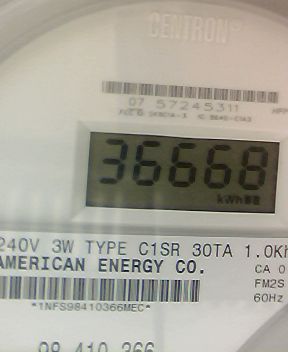 CENTRON®
07 57245311
36668
kWh
240V 3W TYPE C1SR 30TA 1.0Kh
AMERICAN ENERGY CO.
CA 0
FM2S
60Hz
*1NFS98410366MEC*
98 410 366